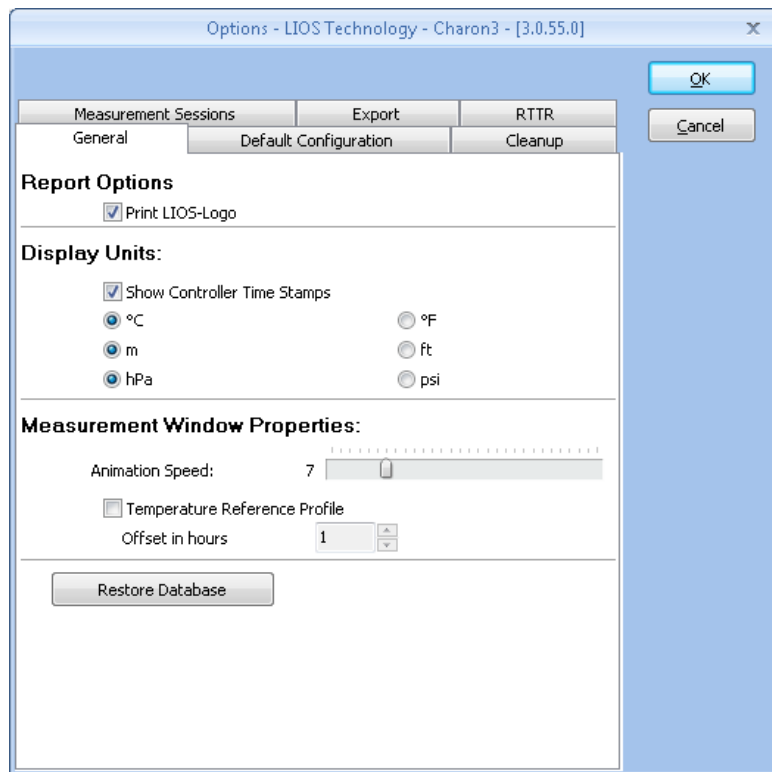 Options - LIOS Technology - Charon3 - [3.0.55.0]
OK
Cancel
Measurement Sessions Export RTTR
General Default Configuration Cleanup
Report Options
Print LIOS-Logo
Display Units:
Show Controller Time Stamps
°C °F
m ft
hPa psi
Measurement Window Properties:
Animation Speed: 7
Temperature Reference Profile
Offset in hours 1
Restore Database